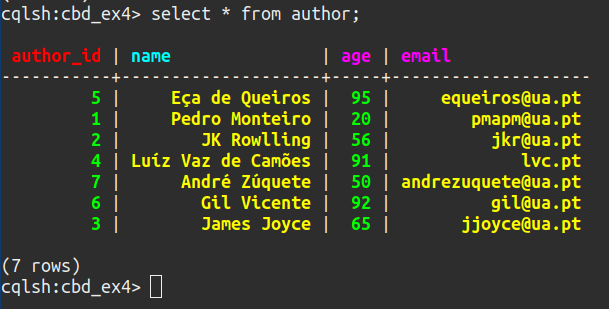 cqlsh:cbd_ex4> select * from author;
author_id | name | age | email
-----------+--------------------+-----+-------------------
5 | Eça de Queiros | 95 | equeiros@ua.pt
1 | Pedro Monteiro | 20 | pmapm@ua.pt
2 | JK Rowlling | 56 | jkr@ua.pt
4 | Luíz Vaz de Camões | 91 | lvc.pt
7 | André Zúquete | 50 | andrezuquete@ua.pt
6 | Gil Vicente | 92 | gil@ua.pt
3 | James Joyce | 65 | jjoyce@ua.pt
(7 rows)
cqlsh:cbd_ex4>